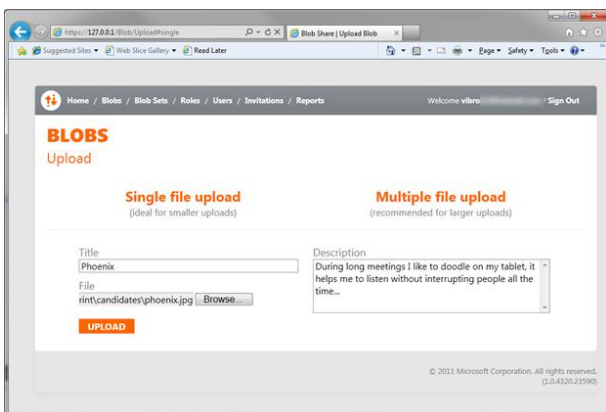 https://127.0.0.1/Blob/Upload#single
Blob Share | Upload Blob
Suggested Sites
Web Slice Gallery
Read Later
Page
Safety
Tools
Home / Blobs / Blob Sets / Roles / Users / Invitations / Reports
Welcome vibro
/ Sign Out
BLOBS
Upload
Single file upload
(ideal for smaller uploads)
Multiple file upload
(recommended for larger uploads)
Title
Phoenix
File
rint\candidates\phoenix.jpg
Browse...
UPLOAD
Description
During long meetings I like to doodle on my tablet, it
helps me to listen without interrupting people all the
time...
© 2011 Microsoft Corporation. All rights reserved.
(1.0.4320.23590)